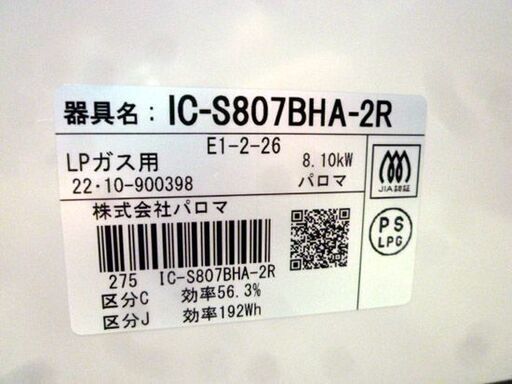 器具名：IC-S807BHA-2R
E1-2-26
LPガス用 8.10kW
22･10-900398 パロマ
JIA認証
株式会社パロマ
PS
LPG
275 IC-S807BHA-2R
区分C 効率56.3%
区分J 効率192Wh